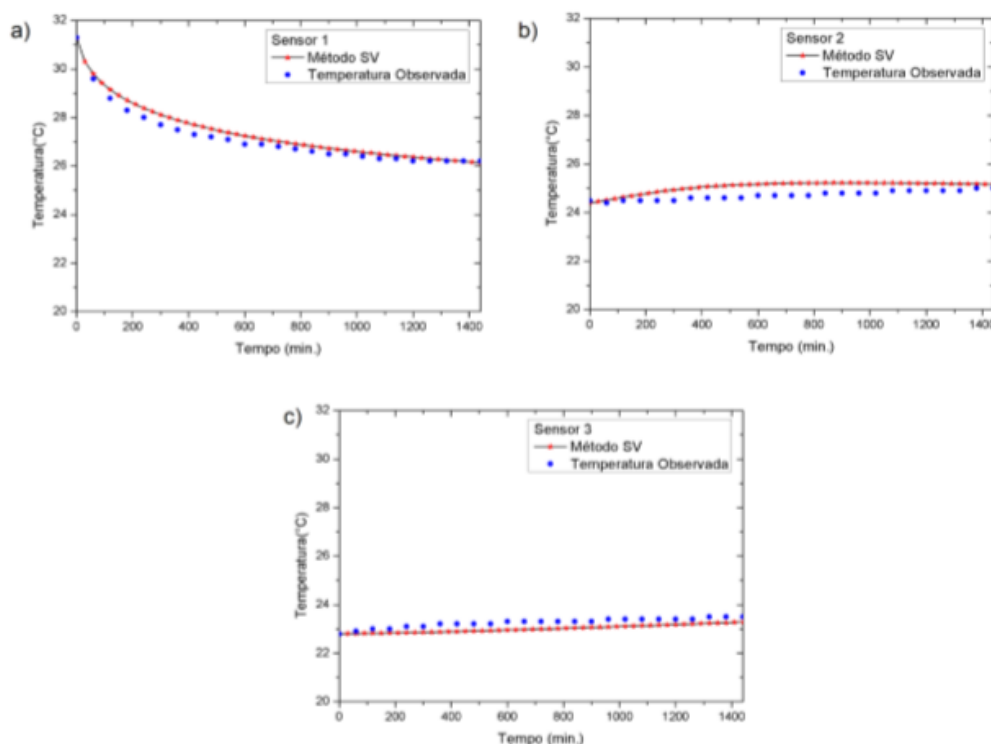 a)
Sensor 1
Método SV
Temperatura Observada
32
30
28
26
24
22
20
Temperatura(°C)
0 200 400 600 800 1000 1200 1400
Tempo (min.)
b)
Sensor 2
Método SV
Temperatura Observada
32
30
28
26
24
22
20
Temperatura(°C)
0 200 400 600 800 1000 1200 1400
Tempo (min.)
c)
Sensor 3
Método SV
Temperatura Observada
32
30
28
26
24
22
20
Temperatura(°C)
0 200 400 600 800 1000 1200 1400
Tempo (min.)